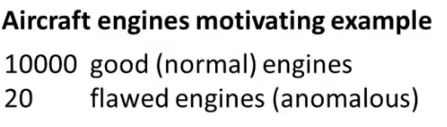 Aircraft engines motivating example
10000 good (normal) engines
20 flawed engines (anomalous)